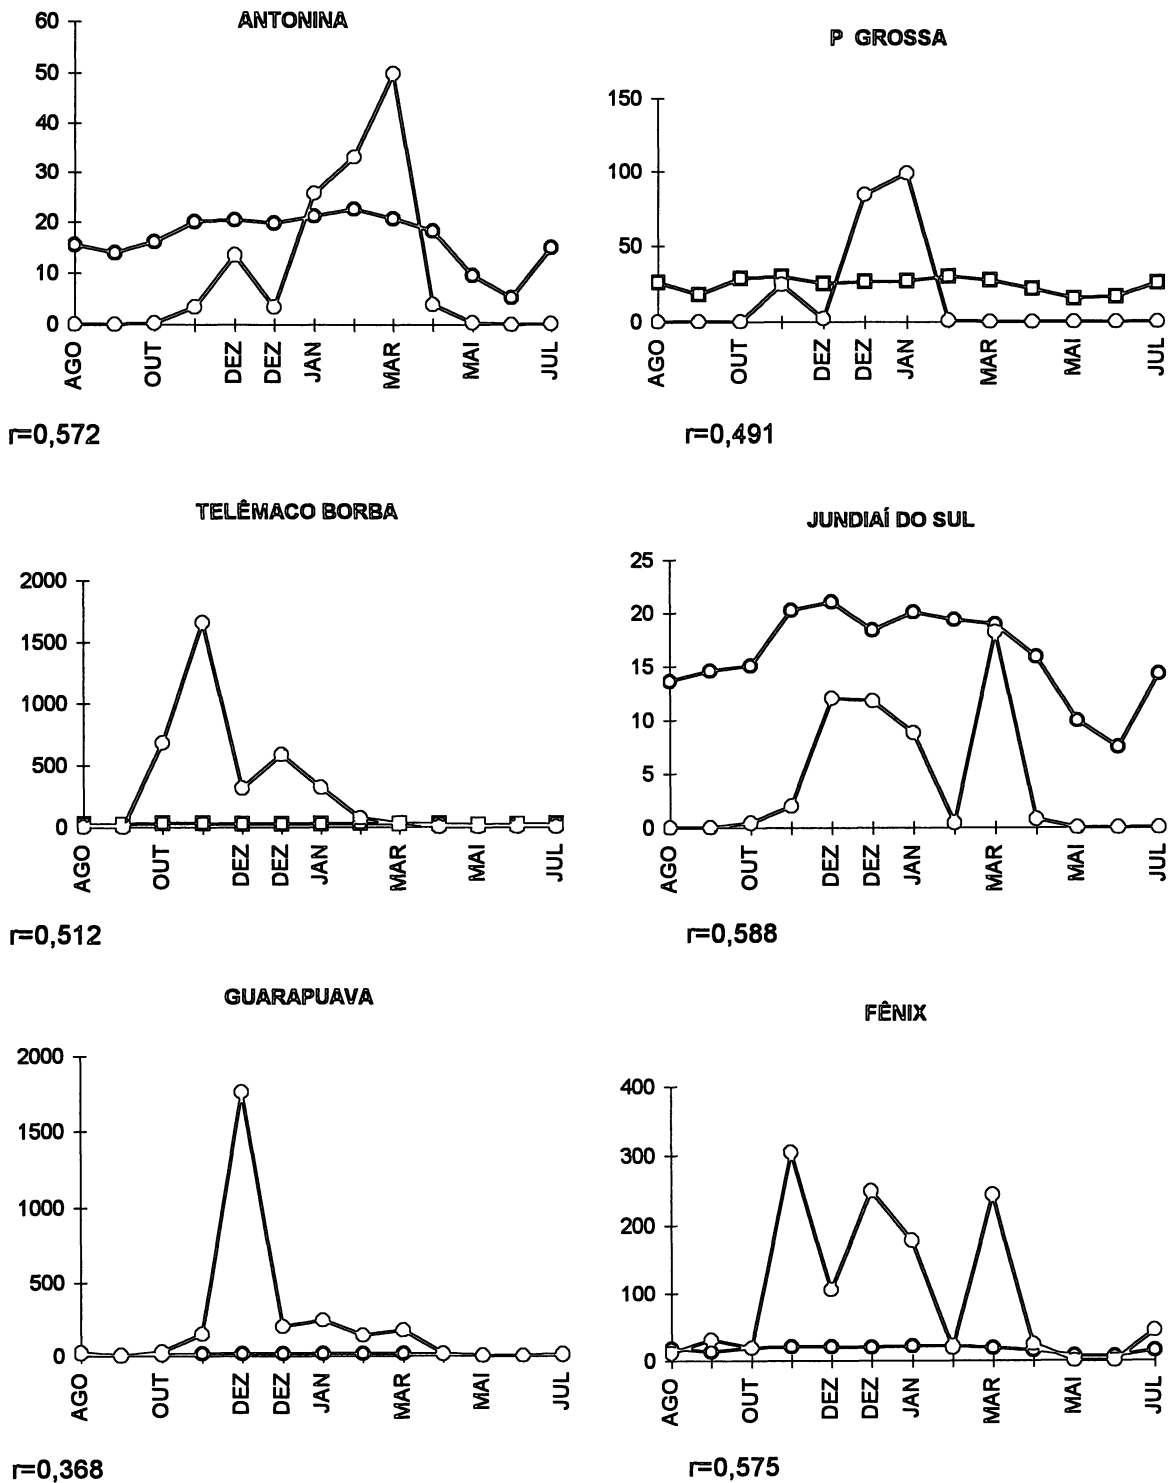 ANTONINA
60
50
40
30
20
10
0
AGO OUT DEZ DEZ JAN MAR MAI JUL
r=0,572
P GROSSA
150
100
50
0
AGO OUT DEZ DEZ JAN MAR MAI JUL
r=0,491
TELÊMACO BORBA
2000
1500
1000
500
0
AGO OUT DEZ DEZ JAN MAR MAI JUL
r=0,512
JUNDIAÍ DO SUL
25
20
15
10
5
0
AGO OUT DEZ DEZ JAN MAR MAI JUL
r=0,588
GUARAPUAVA
2000
1500
1000
500
0
AGO OUT DEZ DEZ JAN MAR MAI JUL
r=0,368
FÊNIX
400
300
200
100
0
AGO OUT DEZ DEZ JAN MAR MAI JUL
r=0,575